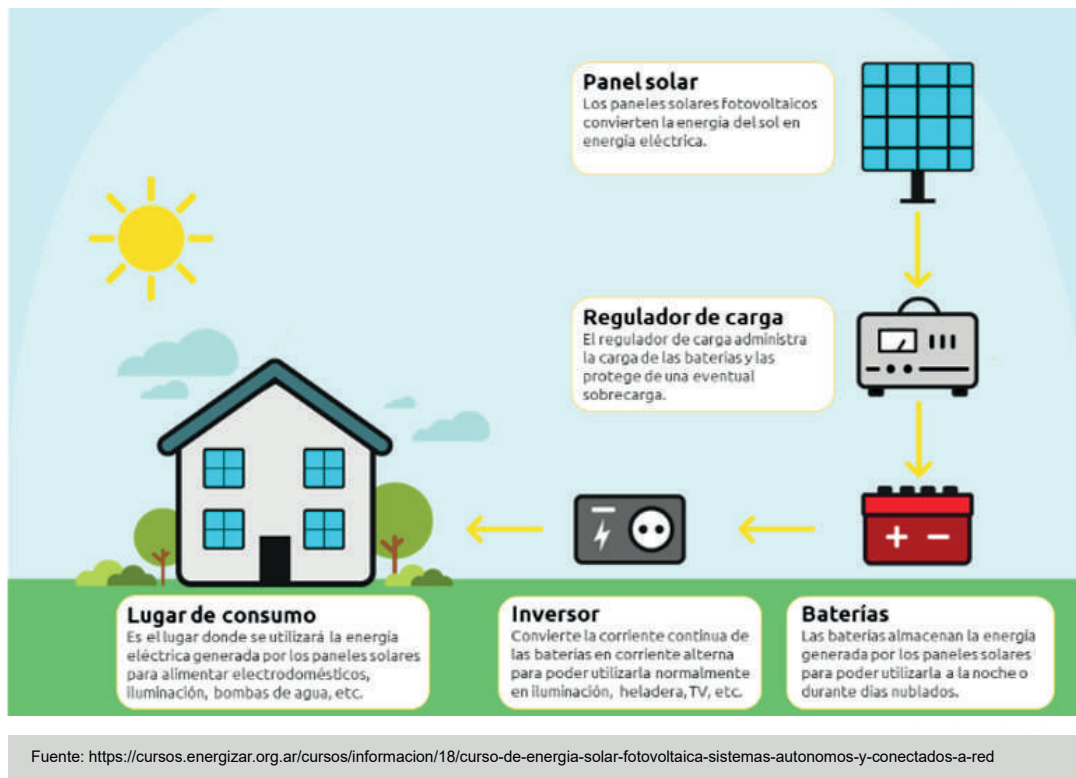 Panel solar
Los paneles solares fotovoltaicos
convierten la energía del sol en
energía eléctrica.
Regulador de carga
El regulador de carga administra
la carga de las baterías y las
protege de una eventual
sobrecarga.
Lugar de consumo
Es el lugar donde se utilizará la energía
eléctrica generada por los paneles solares
para alimentar electrodomésticos,
iluminación, bombas de agua, etc.
Inversor
Convierte la corriente continua de
las baterías en corriente alterna
para poder utilizarla normalmente
en iluminación, heladera, TV, etc.
Baterías
Las baterías almacenan la energía
generada por los paneles solares
para poder utilizarla a la noche o
durante días nublados.
Fuente: https://cursos.energizar.org.ar/cursos/informacion/18/curso-de-energia-solar-fotovoltaica-sistemas-autonomos-y-conectados-a-red